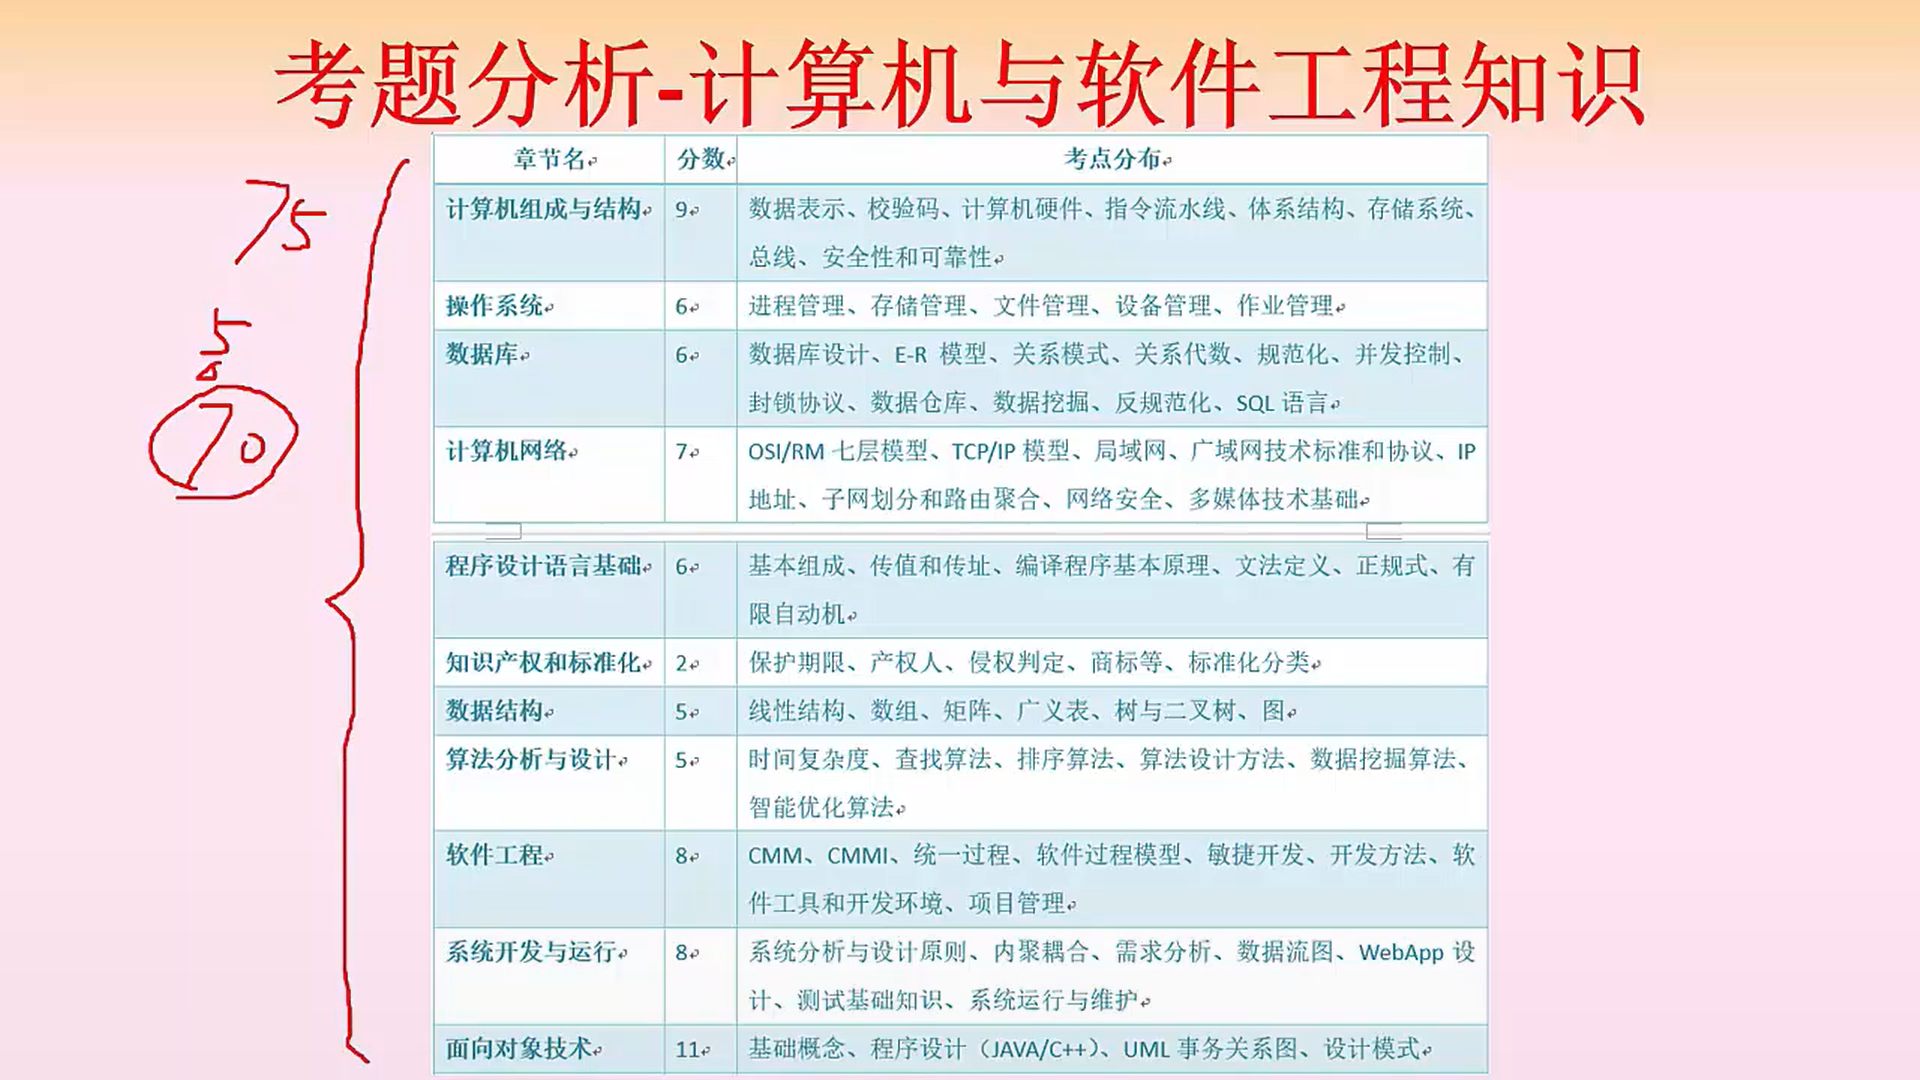 考题分析-计算机与软件工程知识
章节名 分数 考点分布
计算机组成与结构 9 数据表示、校验码、计算机硬件、指令流水线、体系结构、存储系统、
总线、安全性和可靠性
操作系统 6 进程管理、存储管理、文件管理、设备管理、作业管理
数据库 6 数据库设计、E-R 模型、关系模式、关系代数、规范化、并发控制、
封锁协议、数据仓库、数据挖掘、反规范化、SQL 语言
计算机网络 7 OSI/RM 七层模型、TCP/IP 模型、局域网、广域网技术标准和协议、IP
地址、子网划分和路由聚合、网络安全、多媒体技术基础
程序设计语言基础 6 基本组成、传值和传址、编译程序基本原理、文法定义、正规式、有
限自动机
知识产权和标准化 2 保护期限、产权人、侵权判定、商标等、标准化分类
数据结构 5 线性结构、数组、矩阵、广义表、树与二叉树、图
算法分析与设计 5 时间复杂度、查找算法、排序算法、算法设计方法、数据挖掘算法、
智能优化算法
软件工程 8 CMM、CMMI、统一过程、软件过程模型、敏捷开发、开发方法、软
件工具和开发环境、项目管理
系统开发与运行 8 系统分析与设计原则、内聚耦合、需求分析、数据流图、WebApp 设
计、测试基础知识、系统运行与维护
面向对象技术 11 基础概念、程序设计（JAVA/C++）、UML 事务关系图、设计模式
75
5
70